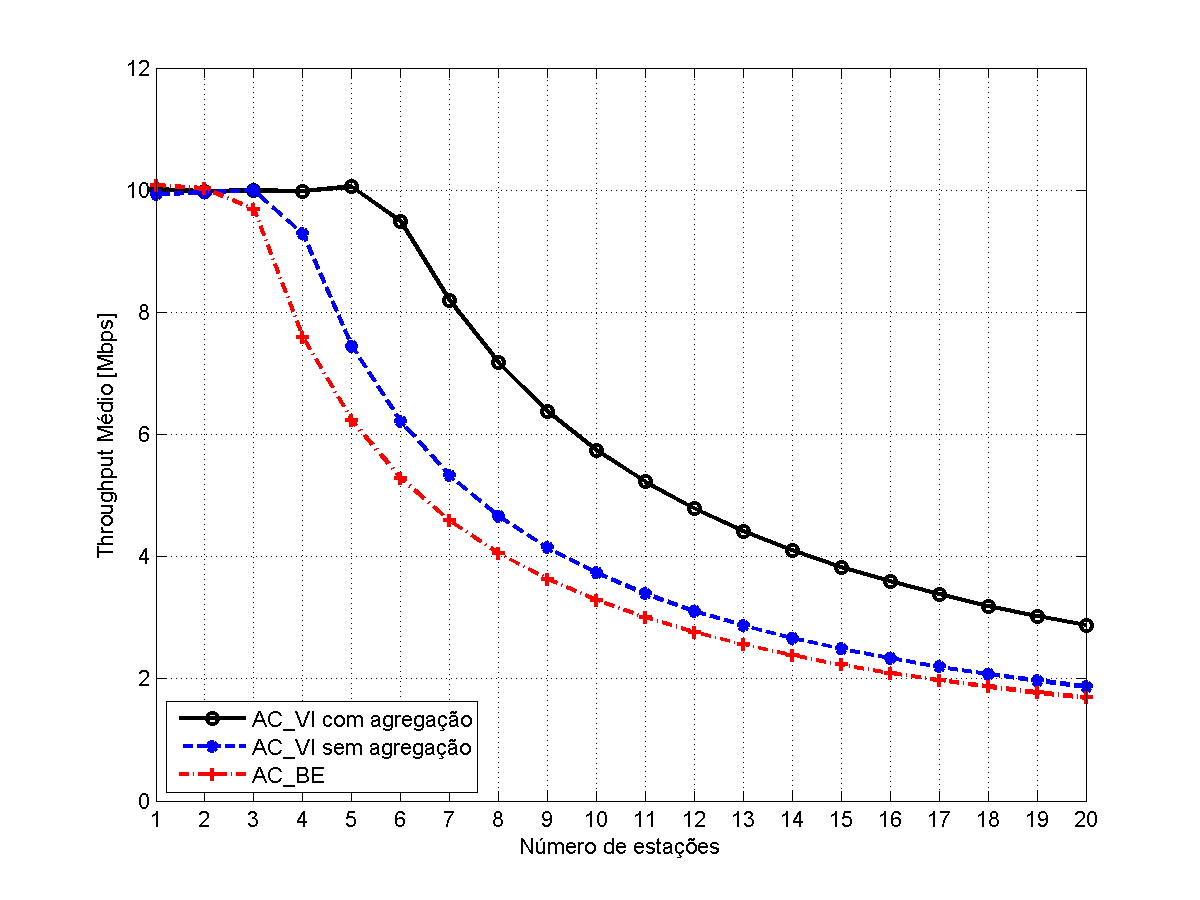 12
10
8
6
4
2
0
Throughput Médio [Mbps]
AC_VI com agregação
AC_VI sem agregação
AC_BE
1 2 3 4 5 6 7 8 9 10 11 12 13 14 15 16 17 18 19 20
Número de estações